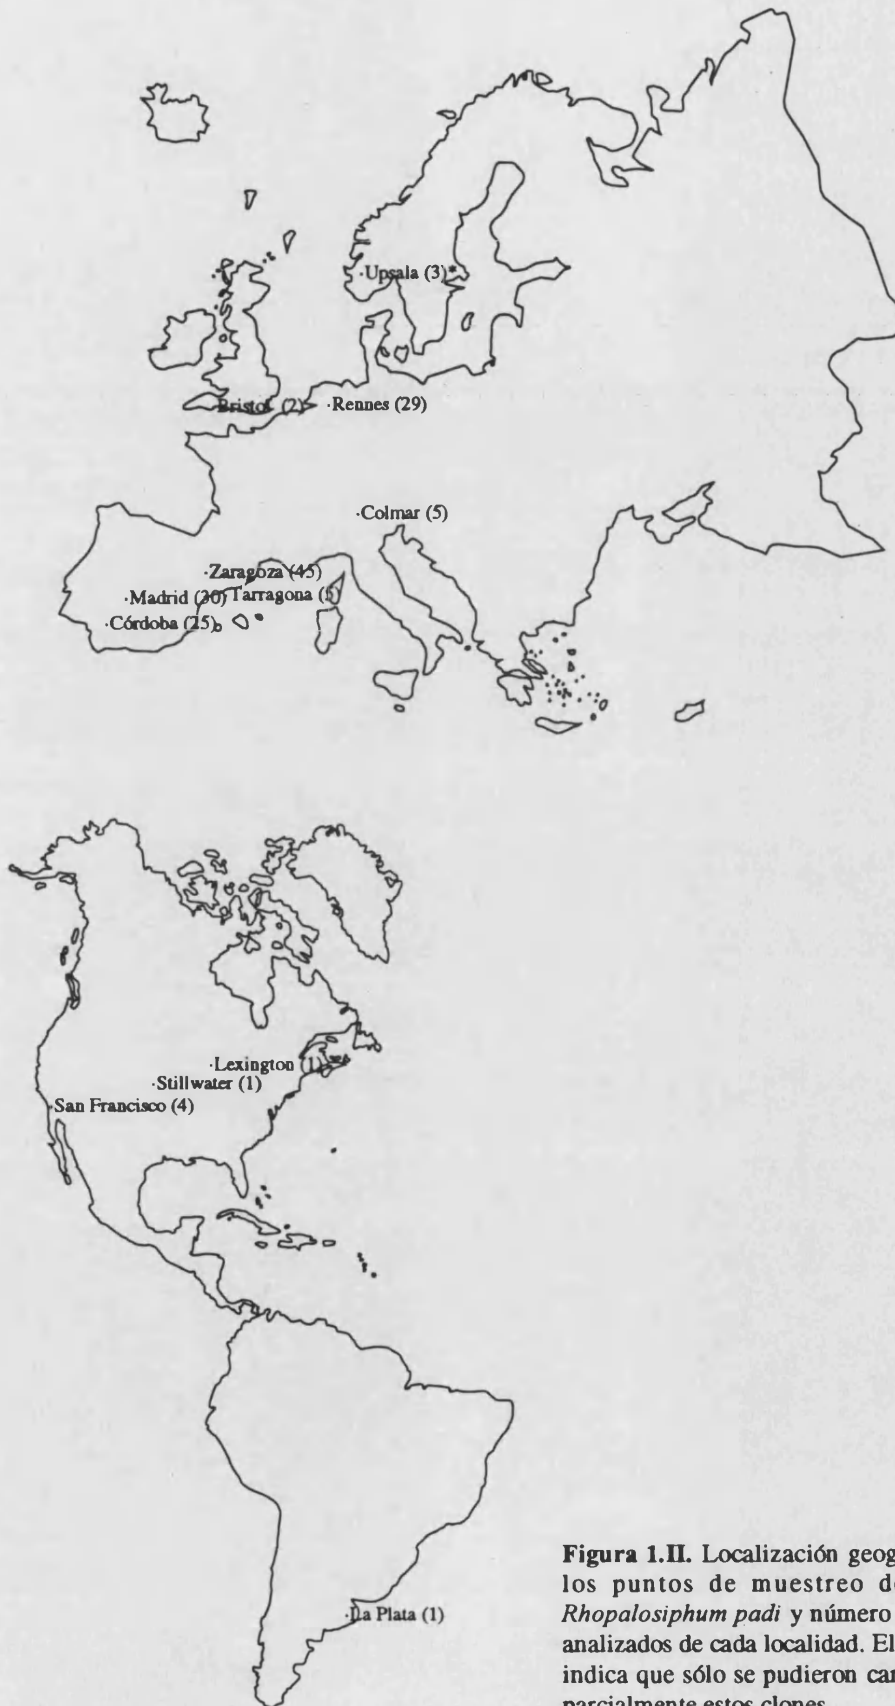 ·Upsala (3)*
Bristol (2)
·Rennes (29)
·Colmar (5)
·Zaragoza (45)
·Madrid (30)
Tarragona (5)
·Córdoba (25)
·Lexington (1)
·Stillwater (1)
·San Francisco (4)
·La Plata (1)
Figura 1.II. Localización geog
los puntos de muestreo d
Rhopalosiphum padi y número
analizados de cada localidad. El
indica que sólo se pudieron car
parcialmente estos clones